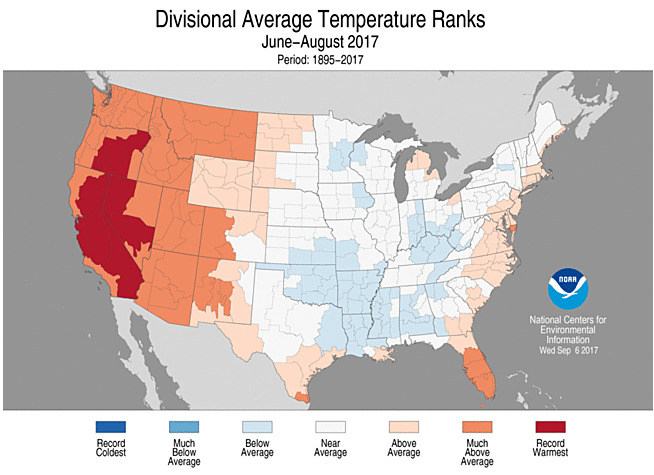 Divisional Average Temperature Ranks
June–August 2017
Period: 1895–2017
NOAA
National Centers for
Environmental
Information
Wed Sep 6 2017
Record
Coldest
Much
Below
Average
Below
Average
Near
Average
Above
Average
Much
Above
Average
Record
Warmest